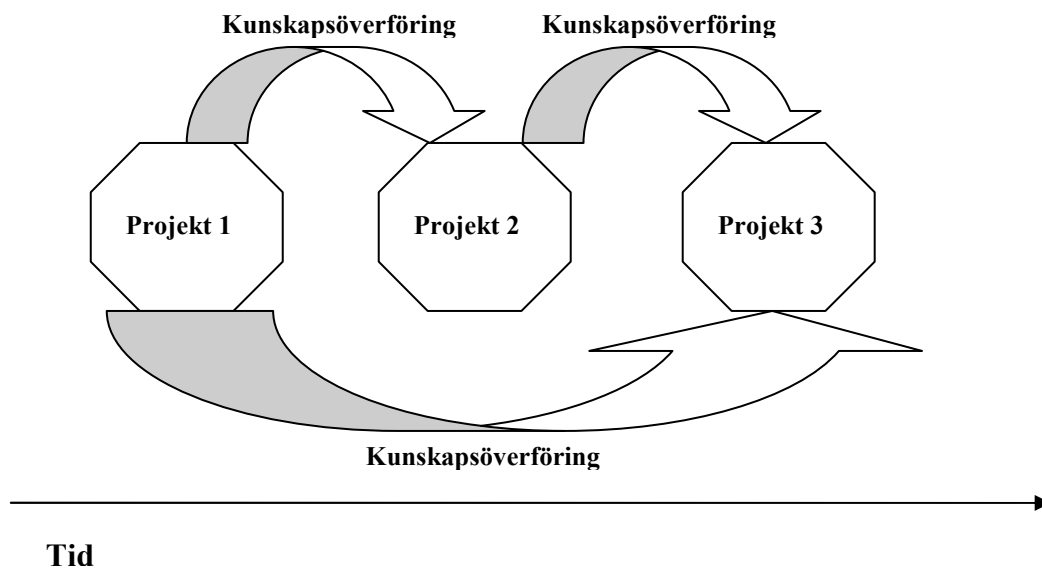 Kunskapsöverföring
Kunskapsöverföring
Projekt 1
Projekt 2
Projekt 3
Kunskapsöverföring
Tid